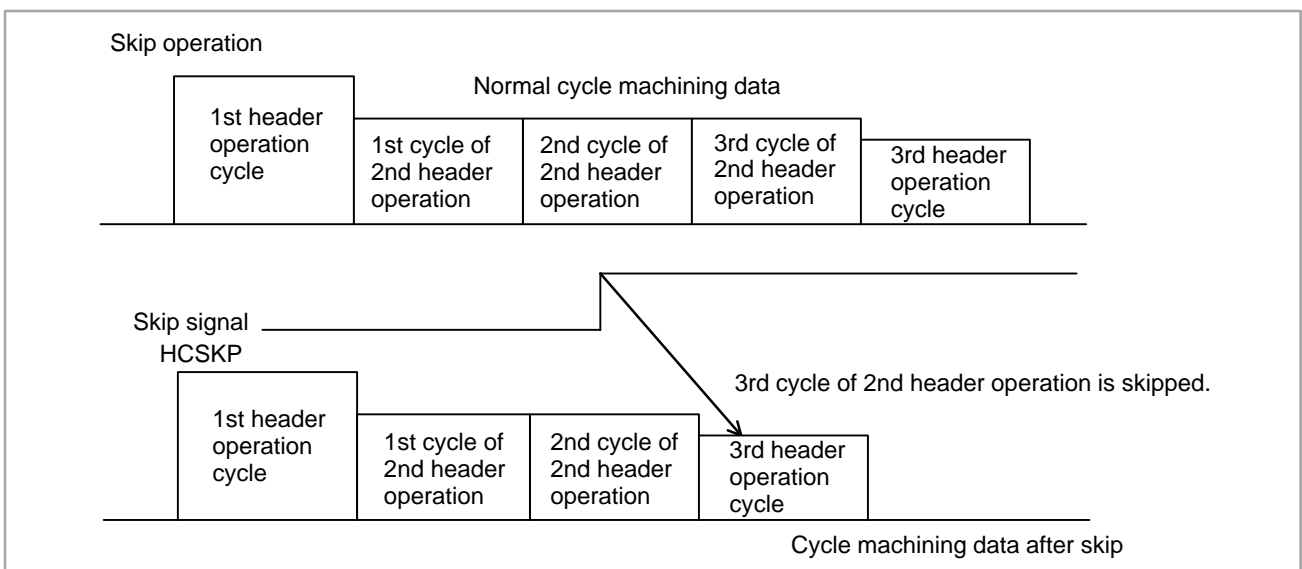 Skip operation
Normal cycle machining data
1st header
operation
cycle
1st cycle of
2nd header
operation
2nd cycle of
2nd header
operation
3rd cycle of
2nd header
operation
3rd header
operation
cycle
Skip signal
HCSKP
3rd cycle of 2nd header operation is skipped.
1st header
operation
cycle
1st cycle of
2nd header
operation
2nd cycle of
2nd header
operation
3rd header
operation
cycle
Cycle machining data after skip